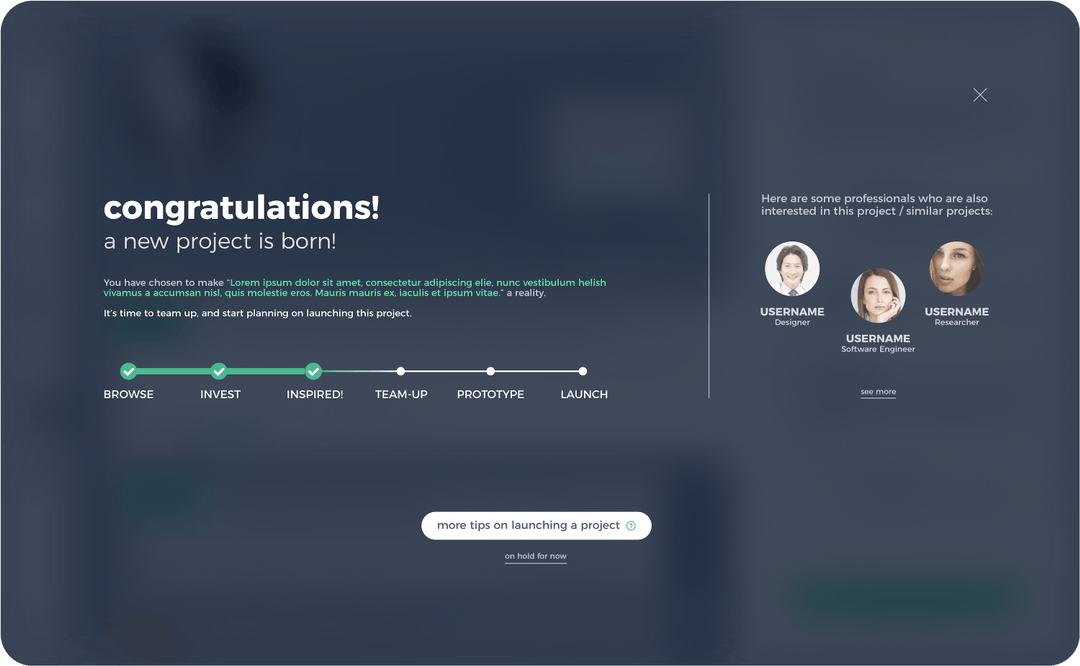 congratulations!
a new project is born!
You have chosen to make “Lorem ipsum dolor sit amet, consectetur adipiscing elie, nunc vestibulum helish
vivamus a accumsan nisl, quis molestie eros. Mauris mauris ex, iaculis et ipsum vitae.” a reality.
It’s time to team up, and start planning on launching this project.
BROWSE INVEST INSPIRED! TEAM-UP PROTOTYPE LAUNCH
Here are some professionals who are also
interested in this project / similar projects:
USERNAME
Designer
USERNAME
Software Engineer
USERNAME
Researcher
see more
more tips on launching a project ?
on hold for now